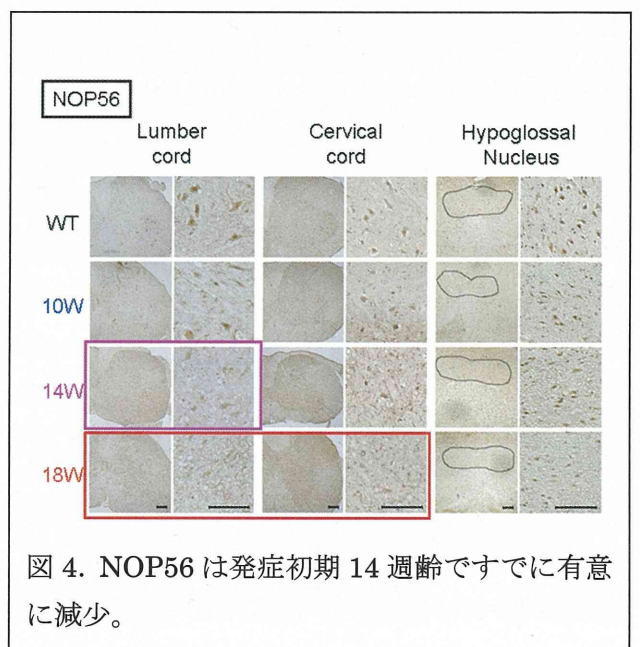 NOP56
Lumber
cord
Cervical
cord
Hypoglossal
Nucleus
WT
10W
14W
18W
図 4. NOP56 は発症初期 14 週齢ですでに有意
に減少。